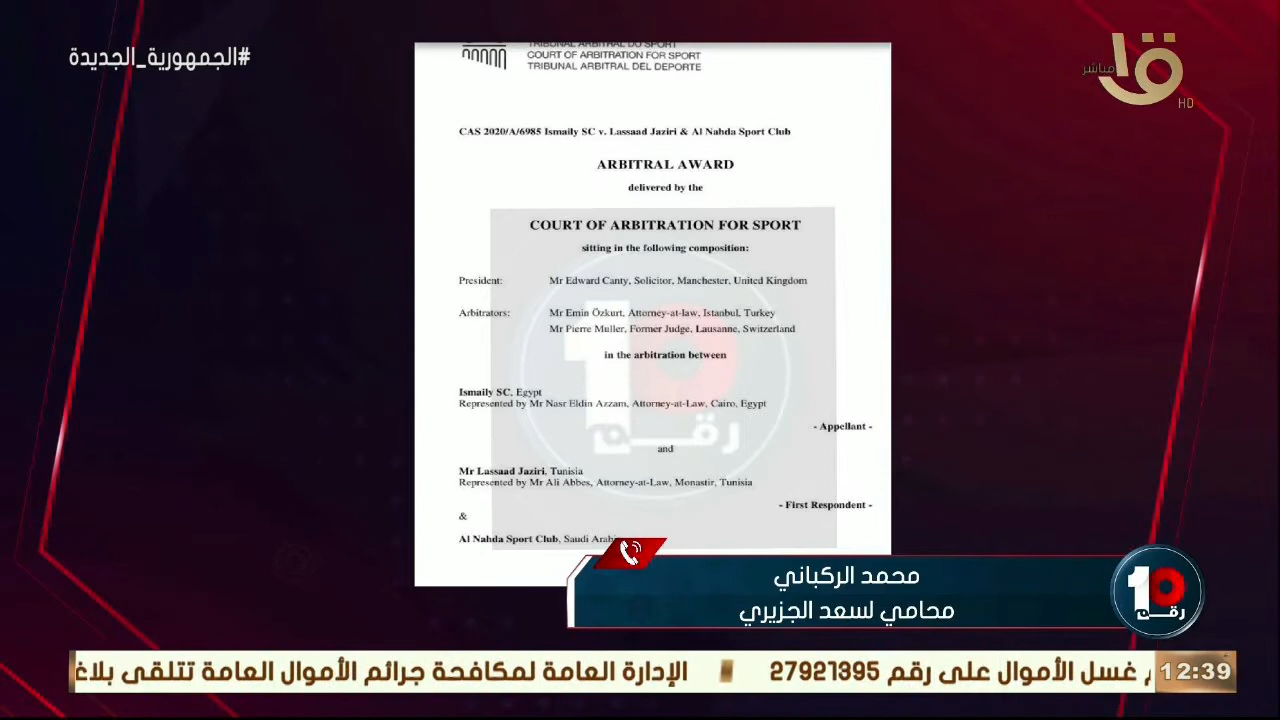 #الجمهورية_الجديدة
مباشر
HD
TRIBUNAL ARBITRAL DU SPORT
COURT OF ARBITRATION FOR SPORT
TRIBUNAL ARBITRAL DEL DEPORTE
CAS 2020/A/6985 Ismaily SC v. Lassaad Jaziri & Al Nahda Sport Club
ARBITRAL AWARD
delivered by the
COURT OF ARBITRATION FOR SPORT
sitting in the following composition:
President: Mr Edward Canty, Solicitor, Manchester, United Kingdom
Arbitrators: Mr Emin Özkurt, Attorney-at-law, Istanbul, Turkey
Mr Pierre Muller, Former Judge, Lausanne, Switzerland
in the arbitration between
Ismaily SC, Egypt
Represented by Mr Nasr Eldin Azzam, Attorney-at-Law, Cairo, Egypt
- Appellant -
and
Mr Lassaad Jaziri, Tunisia
Represented by Mr Ali Abbes, Attorney-at-Law, Monastir, Tunisia
- First Respondent -
&
Al Nahda Sport Club, Saudi Arabi
رقم 10
محمد الركباني
محامي لسعد الجزيري
رقم 10
غسل الأموال على رقم 27921395
الإدارة العامة لمكافحة جرائم الأموال العامة تتلقى بلاغ
12:39